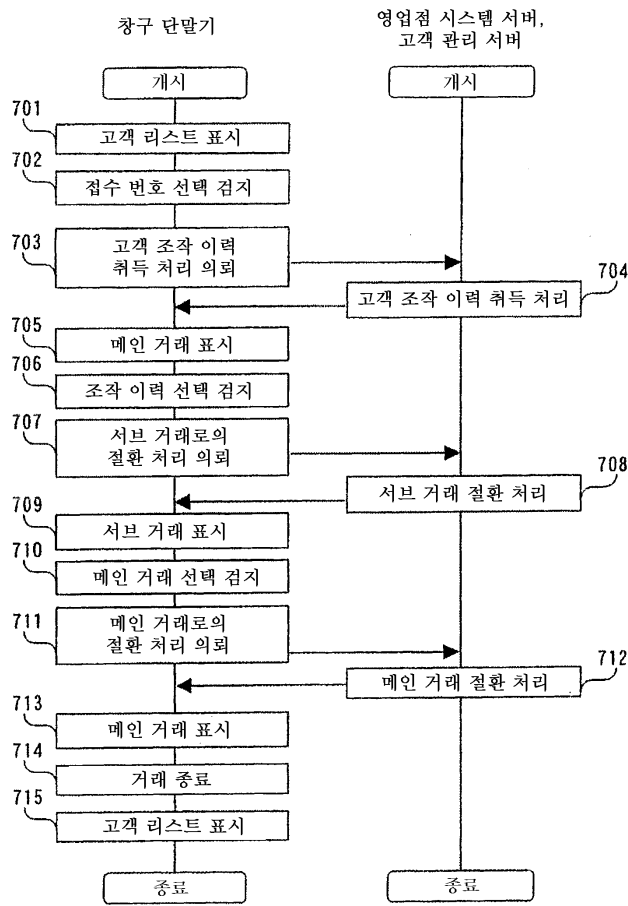 창구 단말기
영업점 시스템 서버,
고객 관리 서버
개시
개시
701
고객 리스트 표시
702
접수 번호 선택 검지
703
고객 조작 이력
취득 처리 의뢰
704
고객 조작 이력 취득 처리
705
메인 거래 표시
706
조작 이력 선택 검지
707
서브 거래로의
절환 처리 의뢰
708
서브 거래 절환 처리
709
서브 거래 표시
710
메인 거래 선택 검지
711
메인 거래로의
절환 처리 의뢰
712
메인 거래 절환 처리
713
메인 거래 표시
714
거래 종료
715
고객 리스트 표시
종료
종료